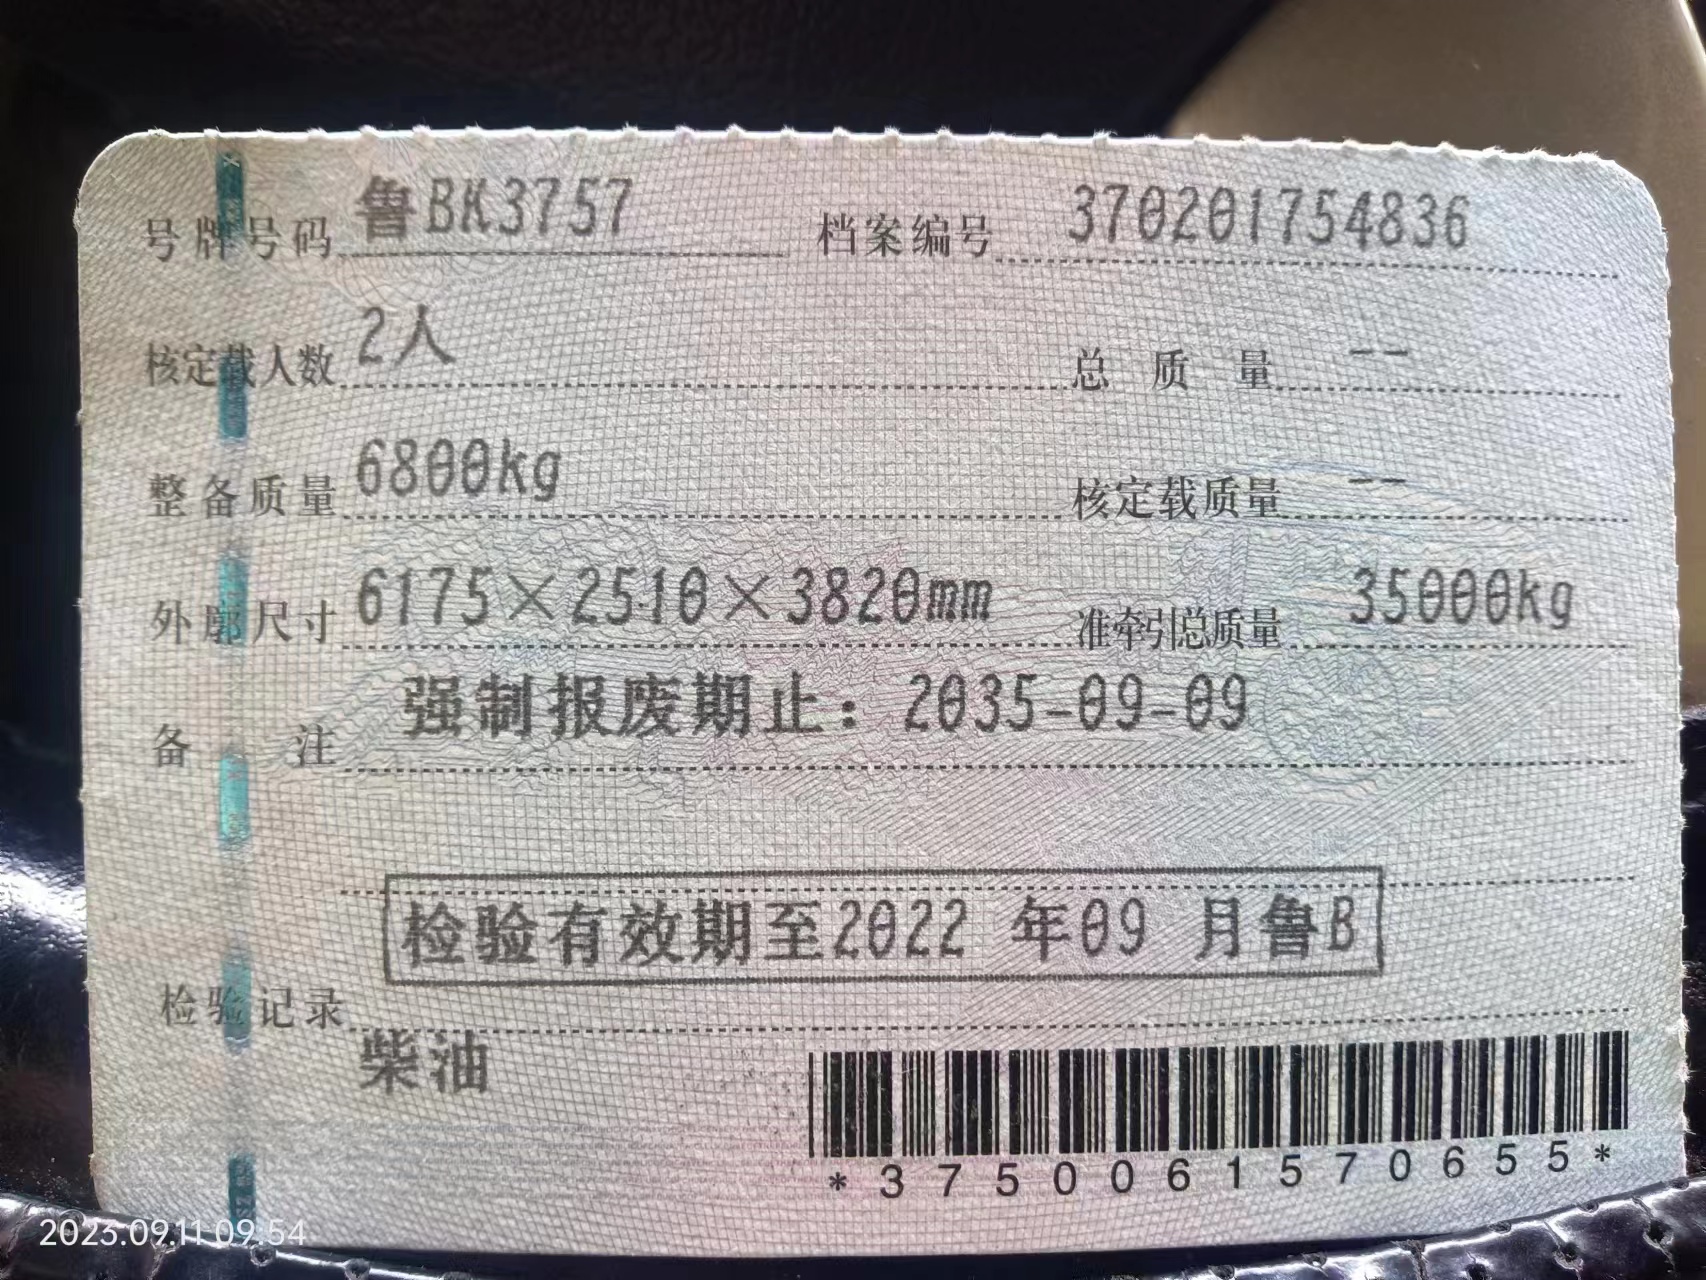 号牌号码 鲁BK3757 档案编号 370201754836
核定载人数 2人 总质量 --
整备质量 6800kg 核定载质量 --
外廓尺寸 6175×2510×3820mm 准牵引总质量 35000kg
备注 强制报废期止：2035-09-09
检验有效期至2022 年09 月鲁B
检验记录
柴油
*3750061570655*
2023.09.11 09:54